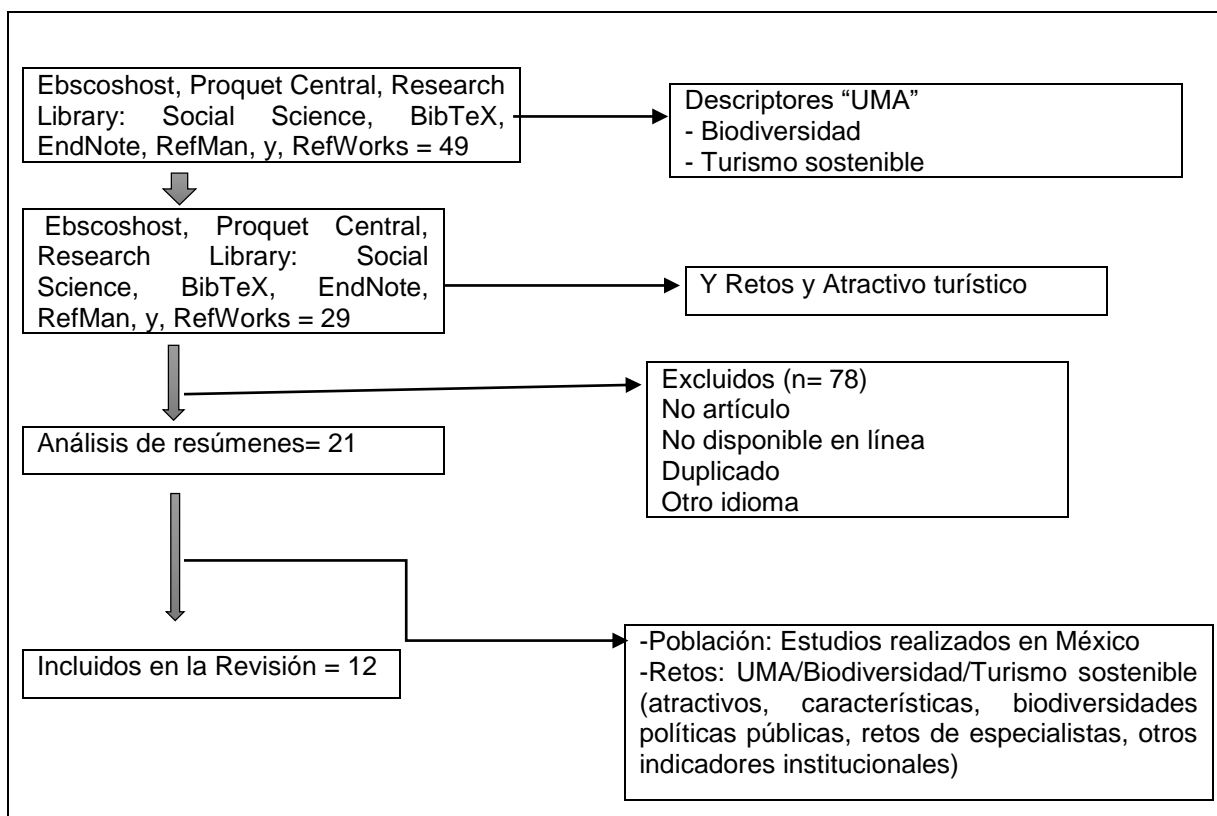 Ebscoshost, Proquet Central, Research
Library: Social Science, BibTeX,
EndNote, RefMan, y, RefWorks = 49
Descriptores “UMA”
- Biodiversidad
- Turismo sostenible
Ebscoshost, Proquet Central,
Research Library: Social
Science, BibTeX, EndNote,
RefMan, y, RefWorks = 29
Y Retos y Atractivo turístico
Excluidos (n= 78)
No artículo
No disponible en línea
Duplicado
Otro idioma
Análisis de resúmenes= 21
-Población: Estudios realizados en México
-Retos: UMA/Biodiversidad/Turismo sostenible
(atractivos, características, biodiversidades
políticas públicas, retos de especialistas, otros
indicadores institucionales)
Incluidos en la Revisión = 12